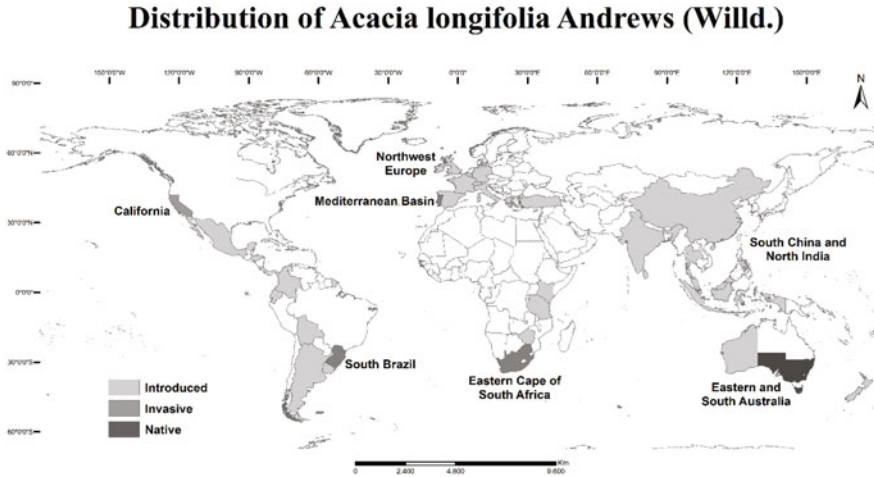 Distribution of Acacia longifolia Andrews (Willd.)
150°0'0"W 120°0'0"W 90°0'0"W 60°0'0"W 30°0'0"W 0°0'0" 30°0'0"E 60°0'0"E 90°0'0"E 120°0'0"E 150°0'0"E
90°0'0"N
N
60°0'0"N
Northwest
Europe
California
Mediterranean Basin
30°0'0"N
South China and
North India
0°0'0"
30°0'0"S
South Brazil
Eastern Cape of
South Africa
Eastern and
South Australia
Introduced
Invasive
Native
60°0'0"S
Km
0 2.400 4.800 9.600